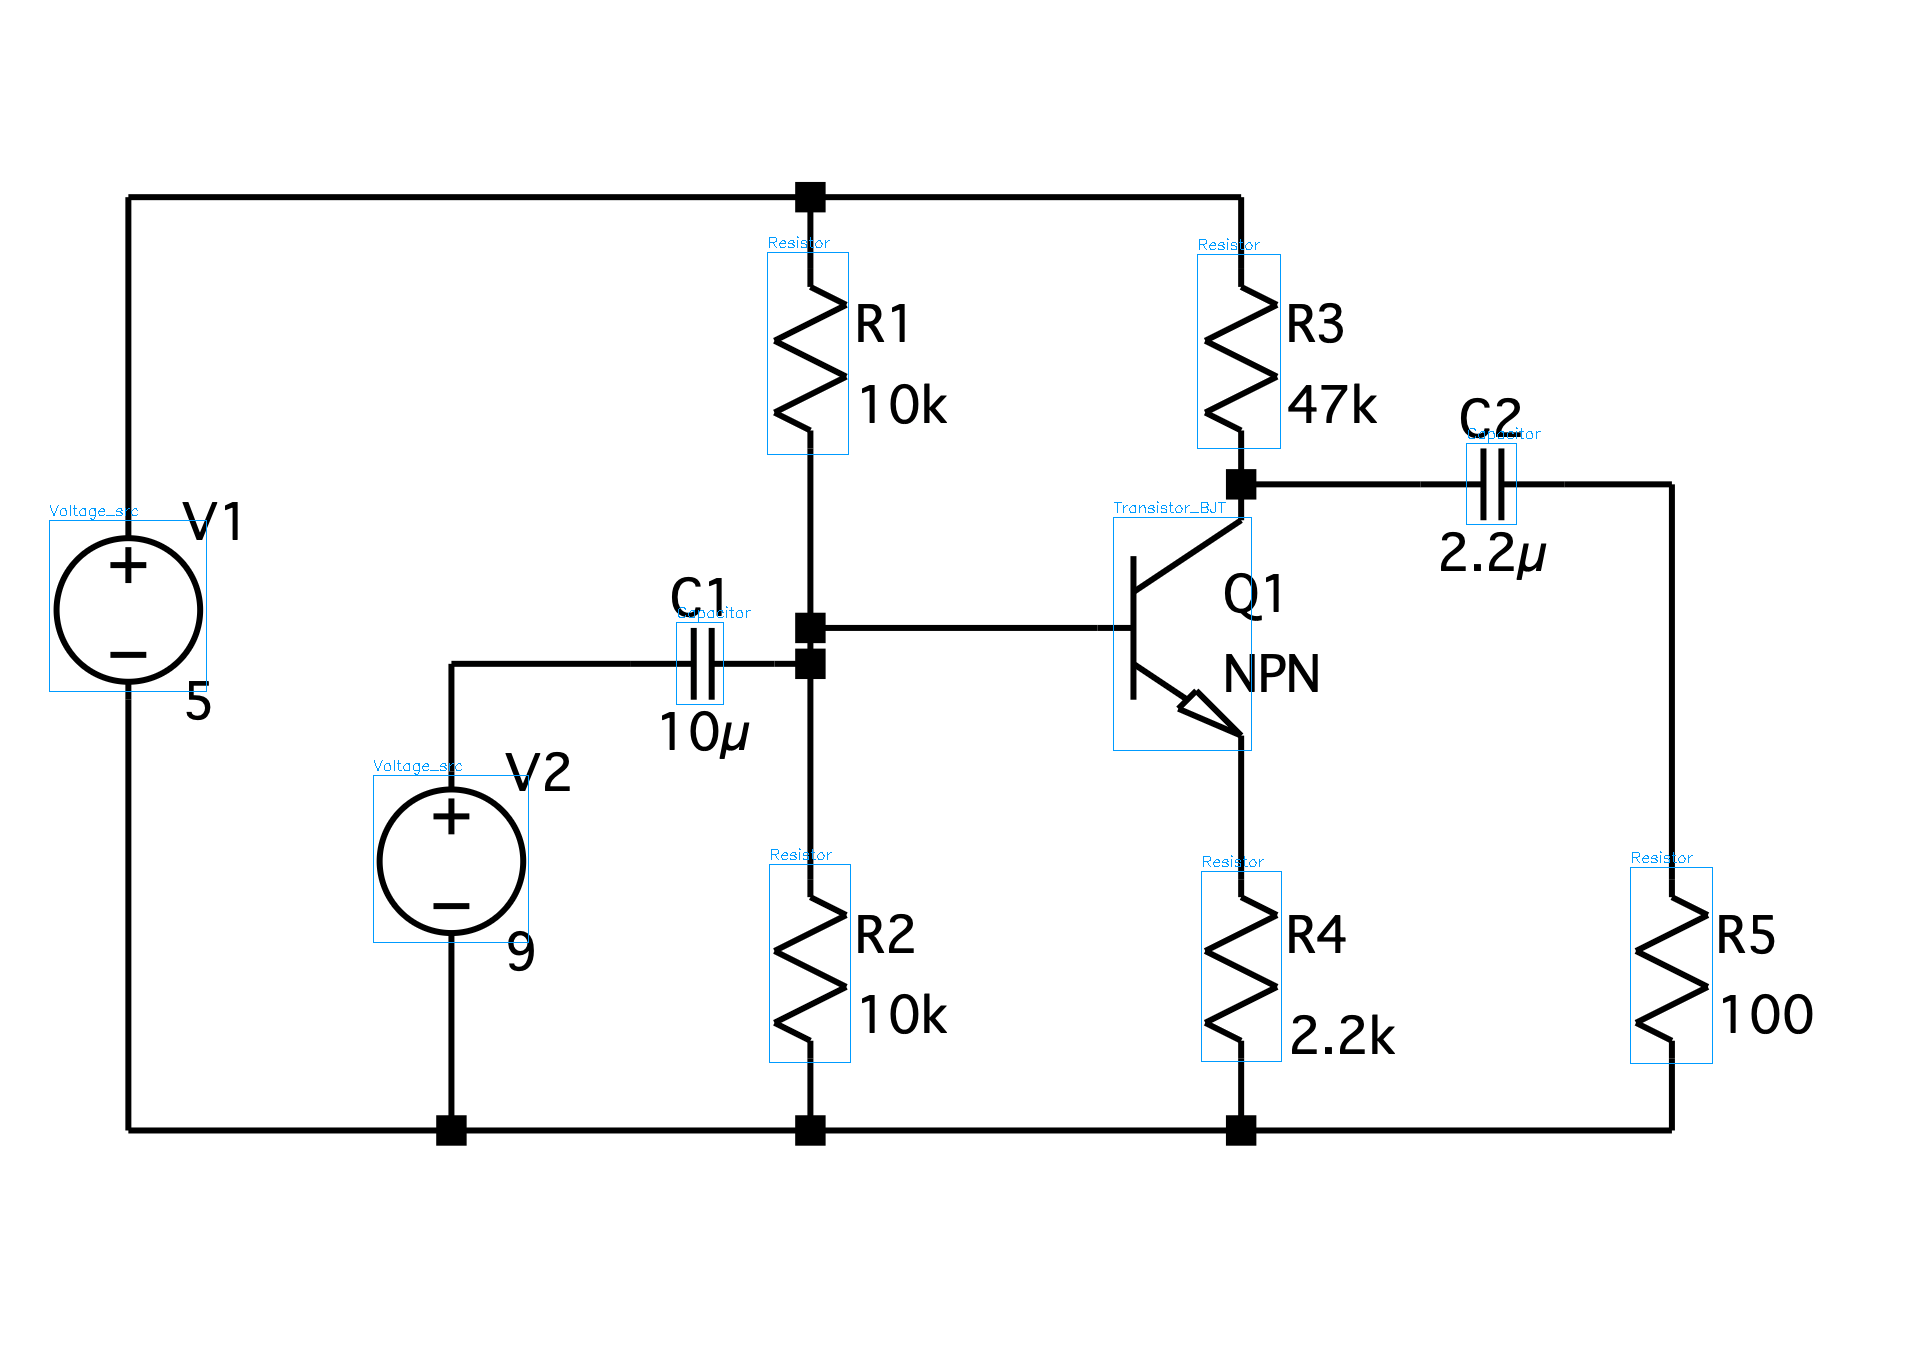 Resistor
Resistor
R1
R3
10k
47k
C2
Capacitor
Voltage_src
V1
Transistor_BJT
2.2µ
C1
Capacitor
Q1
NPN
5
10µ
Voltage_src
V2
Resistor
Resistor
Resistor
9
R2
R4
R5
10k
2.2k
100